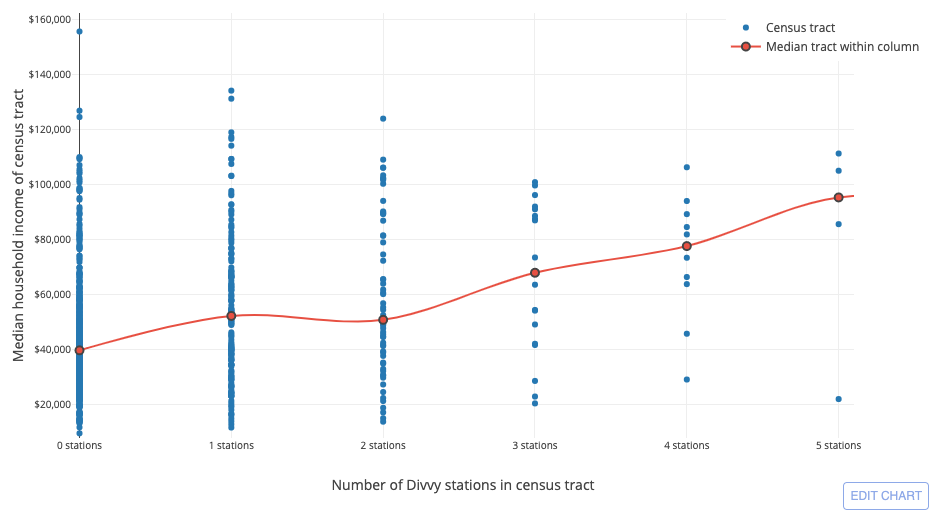 $160,000
$140,000
$120,000
$100,000
$80,000
$60,000
$40,000
$20,000
Median household income of census tract
Census tract
Median tract within column
0 stations
1 stations
2 stations
3 stations
4 stations
5 stations
Number of Divvy stations in census tract
EDIT CHART